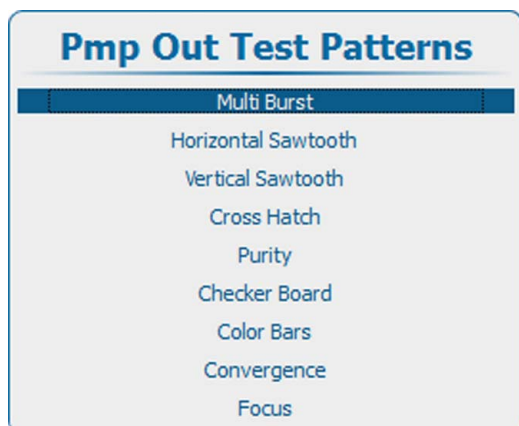 Pmp Out Test Patterns
Multi Burst
Horizontal Sawtooth
Vertical Sawtooth
Cross Hatch
Purity
Checker Board
Color Bars
Convergence
Focus